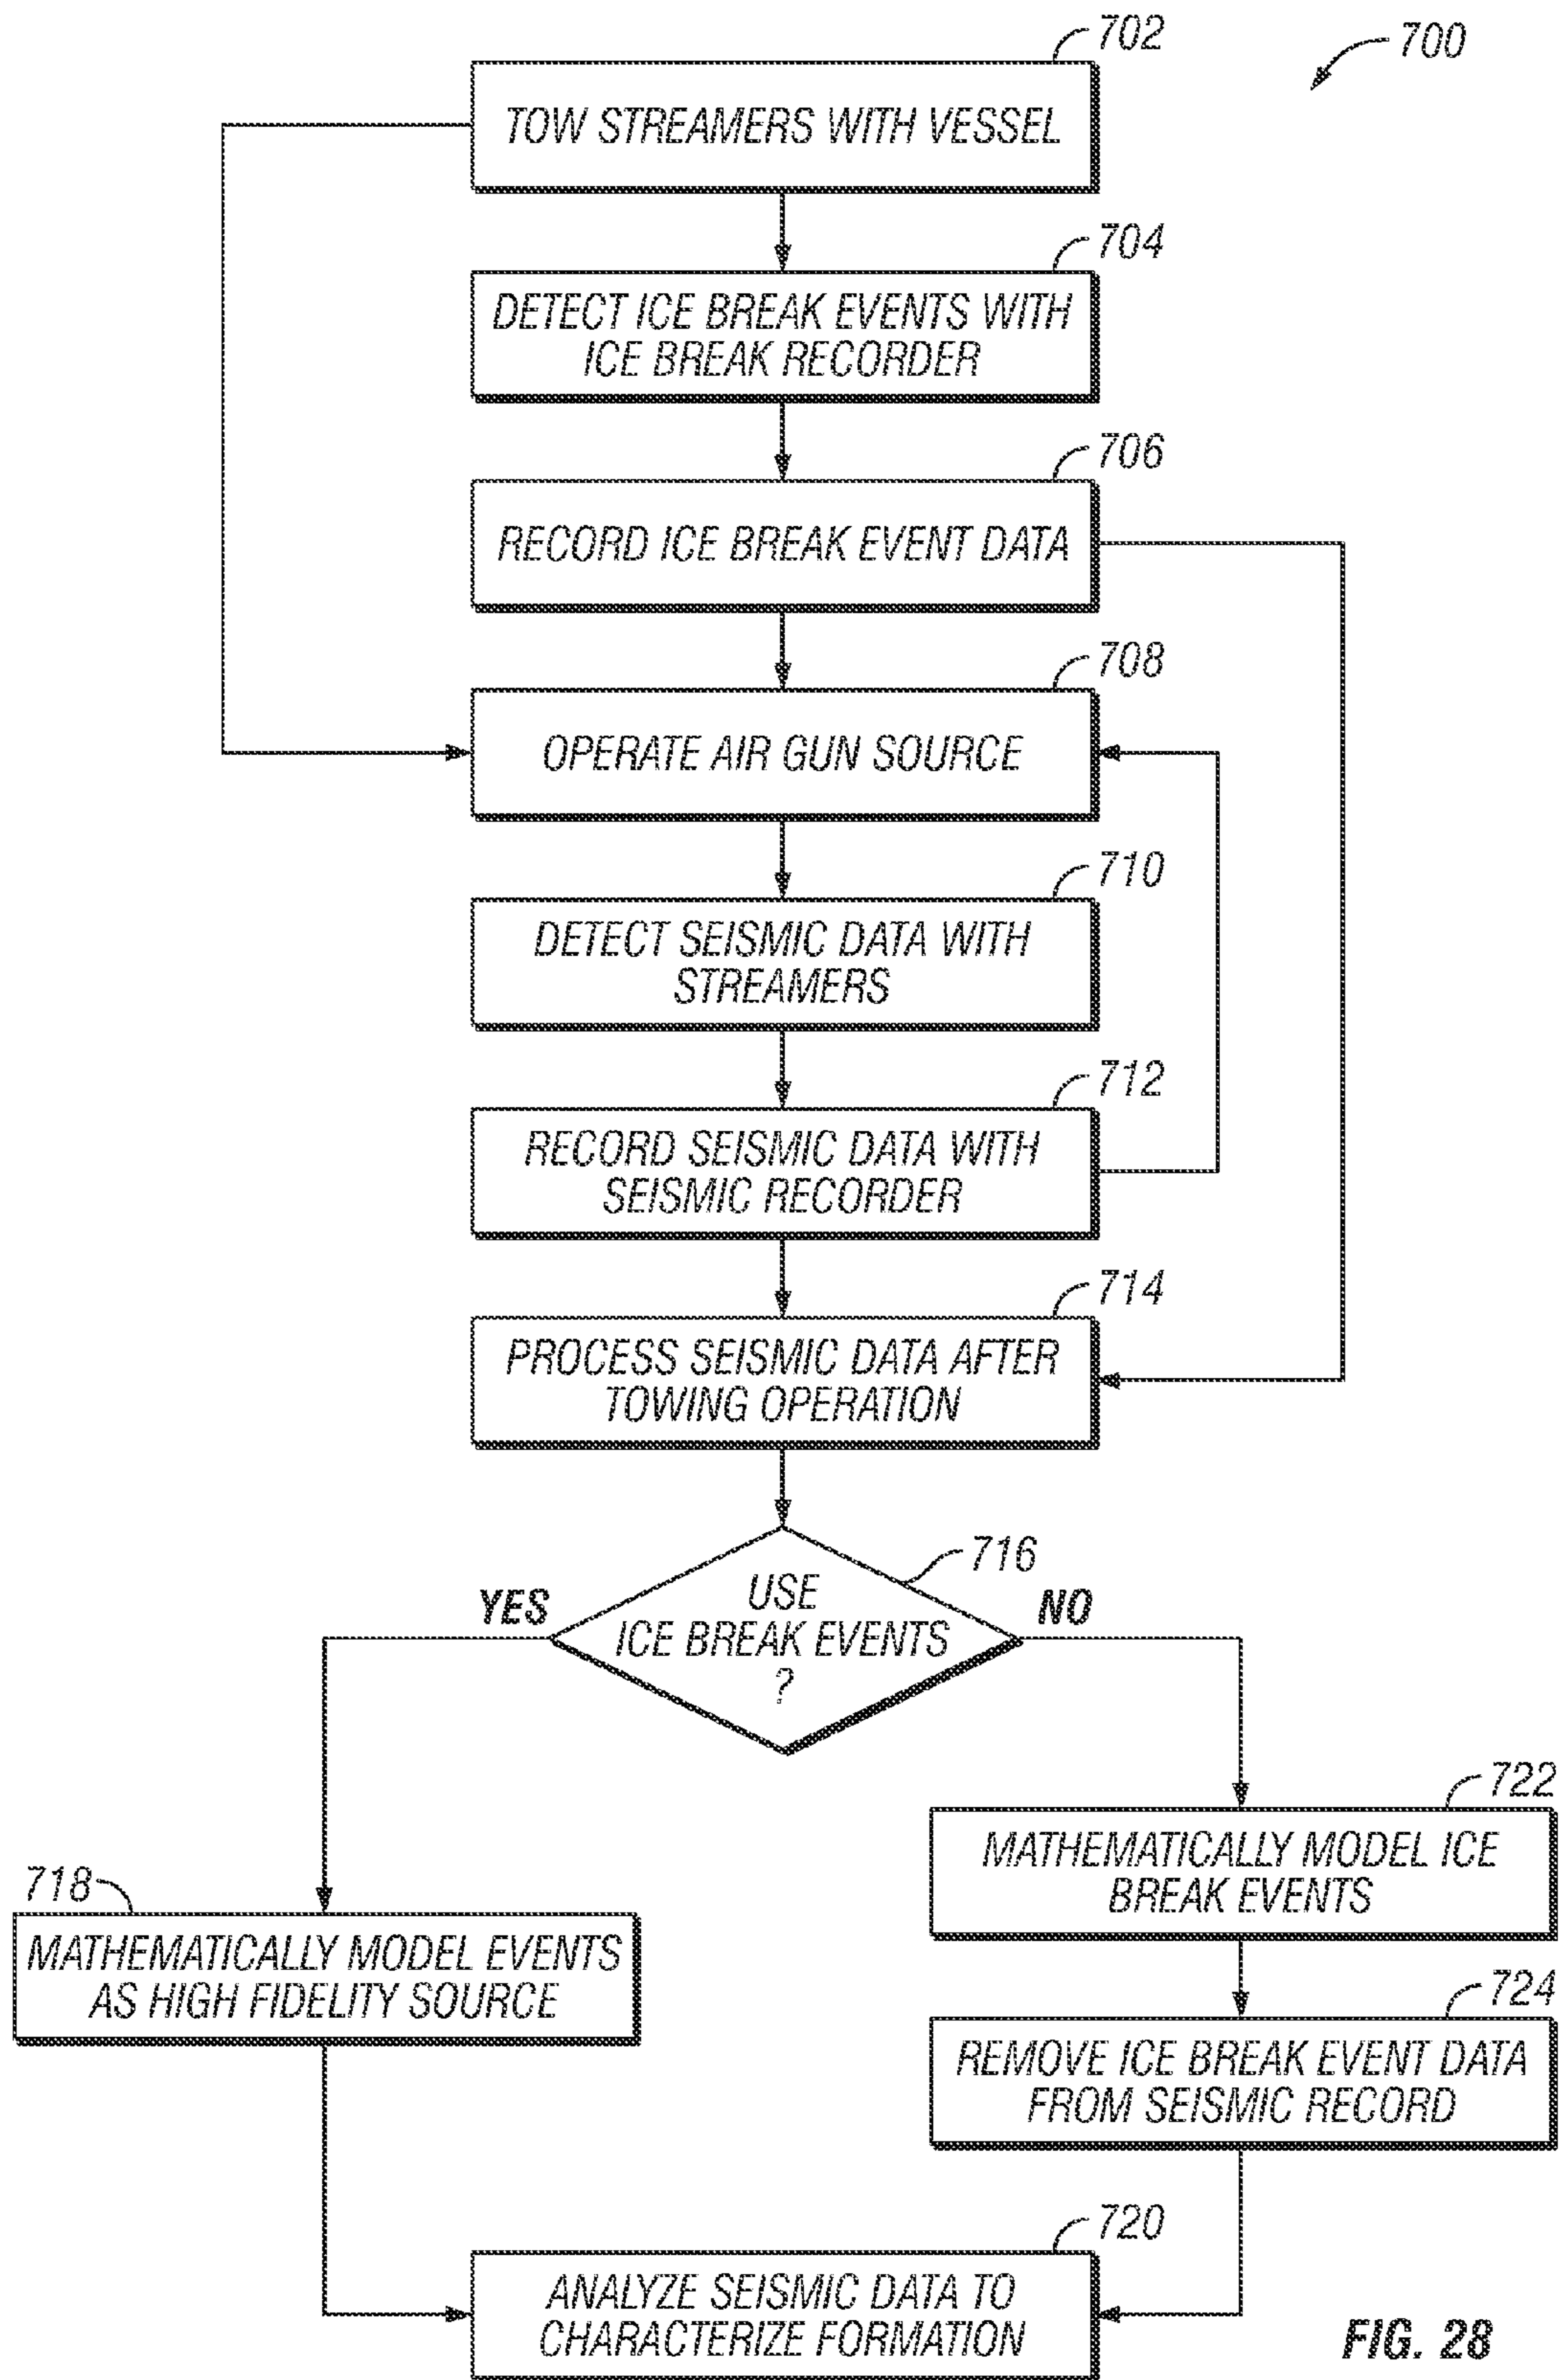 702
700
TOW STREAMERS WITH VESSEL
704
DETECT ICE BREAK EVENTS WITH
ICE BREAK RECORDER
706
RECORD ICE BREAK EVENT DATA
708
OPERATE AIR GUN SOURCE
710
DETECT SEISMIC DATA WITH
STREAMERS
712
RECORD SEISMIC DATA WITH
SEISMIC RECORDER
714
PROCESS SEISMIC DATA AFTER
TOWING OPERATION
716
USE
ICE BREAK EVENTS
?
YES
NO
718
MATHEMATICALLY MODEL EVENTS
AS HIGH FIDELITY SOURCE
722
MATHEMATICALLY MODEL ICE
BREAK EVENTS
724
REMOVE ICE BREAK EVENT DATA
FROM SEISMIC RECORD
720
ANALYZE SEISMIC DATA TO
CHARACTERIZE FORMATION
FIG. 28